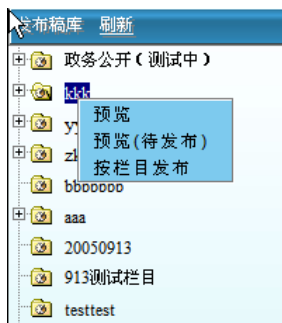 发布稿库 刷新
政务公开（测试中）
kkk
预览
预览(待发布)
按栏目发布
bbbbbbb
aaa
20050913
913测试栏目
testtest